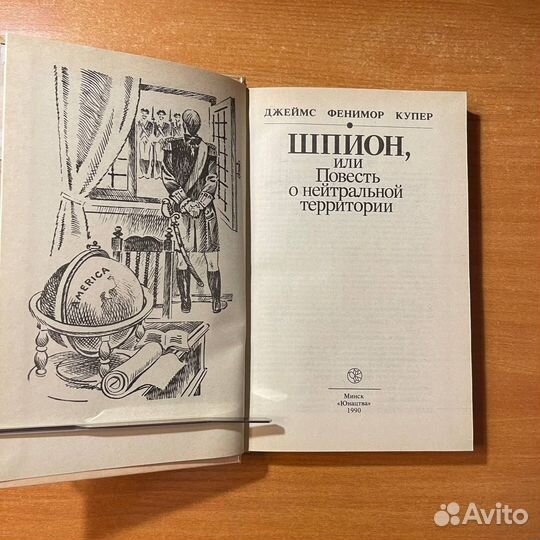 AMERICA
ДЖЕЙМС ФЕНИМОР КУПЕР
ШПИОН,
или
Повесть
о нейтральной
территории
Минск
«Юнацтва»
1990
Avito